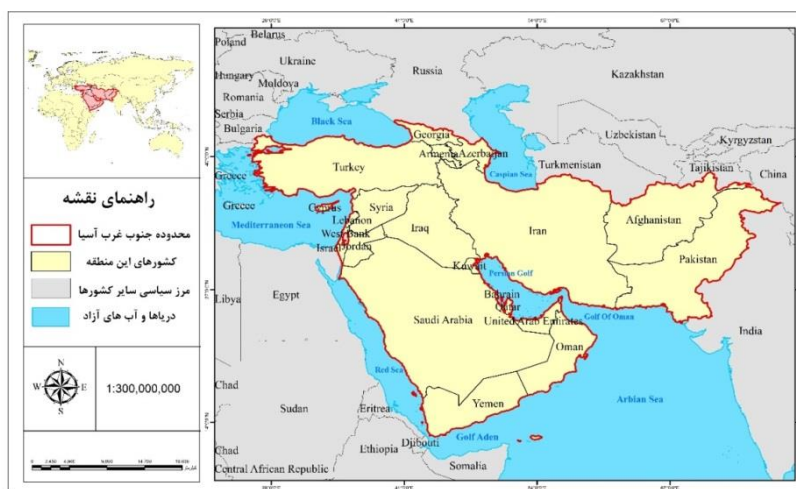 راهنمای نقشه
محدوده جنوب غرب آسیا
کشورهای این منطقه
مرز سیاسی سایر کشورها
دریاها و آب های آزاد
N
W E
S
1:300,000,000
Belarus
Poland
Ukraine
Russia
Kazakhstan
Hungary
Moldova
Romania
Serbia
Bulgaria
Black Sea
Georgia
Uzbekistan
Kyrgyzstan
Armenia
Azerbaijan
Turkmenistan
Tajikistan
China
Greece
Turkey
Caspian Sea
Greece
Cyprus
Syria
Mediterranean Sea
Lebanon
West Bank
Israel
Jordan
Iraq
Iran
Afghanistan
Pakistan
Kuwait
Persian Golf
Libya
Egypt
Bahrain
Qatar
Saudi Arabia
United Arab Emirates
Golf Of Oman
India
Oman
Red Sea
Chad
Sudan
Eritrea
Yemen
Arbian Sea
Chad
Djibouti
Golf Aden
Ethiopia
Central African Republic
Somalia